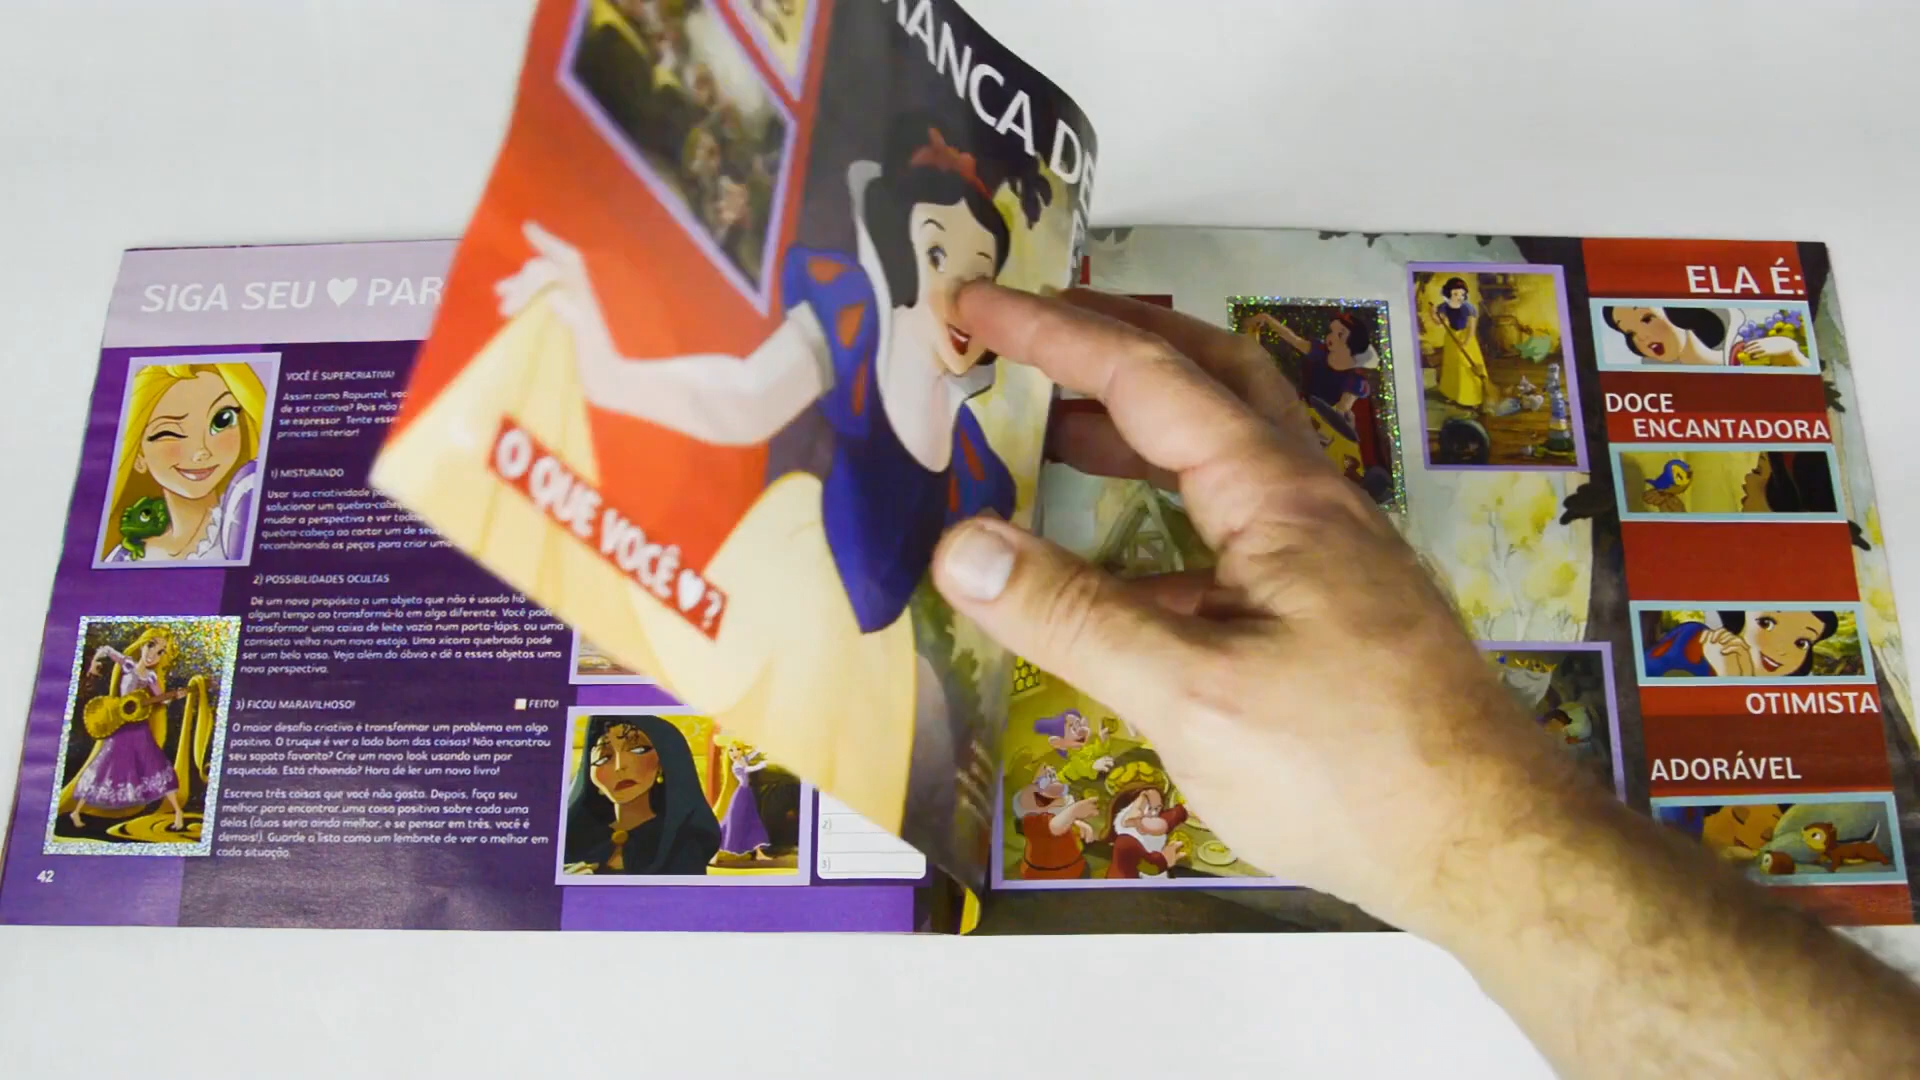 SIGA SEU ♥ PAR
VOCÊ É SUPERCRIATIVA!
Assim como Rapunzel, você
de ser criativa? Pois não
se expressar. Tente esse
princesa interior!
1) MISTURANDO
Usar sua criatividade
solucionar um quebra-cabeça
mudar a perspectiva e ver
quebra-cabeça ao cortar um de seus
recombinando as peças para criar
2) POSSIBILIDADES OCULTAS
Dê um novo propósito a um objeto que não é usado há
algum tempo ao transformá-lo em algo diferente. Você pode
transformar uma caixa de leite vazia num porta-lápis, ou uma
camiseta velha num novo estojo. Uma xícara quebrada pode
ser um belo vaso. Veja além do óbvio e dê a esses objetos uma
nova perspectiva.
3) FICOU MARAVILHOSO!
FEITO!
O maior desafio criativo é transformar um problema em algo
positivo. O truque é ver o lado bom das coisas! Não encontrou
seu sapato favorito? Crie um novo look usando um par
esquecido. Está chovendo? Hora de ler um novo livro!
Escreva três coisas que você não gosta. Depois, faça seu
melhor para encontrar uma coisa positiva sobre cada uma
delas (duas seria ainda melhor, e se pensar em três, você é
demais!). Guarde a lista como um lembrete de ver o melhor em
cada situação.
42
2)
3)
ANCA DE
O QUE VOCÊ ♥?
ELA É:
DOCE
ENCANTADORA
OTIMISTA
ADORÁVEL